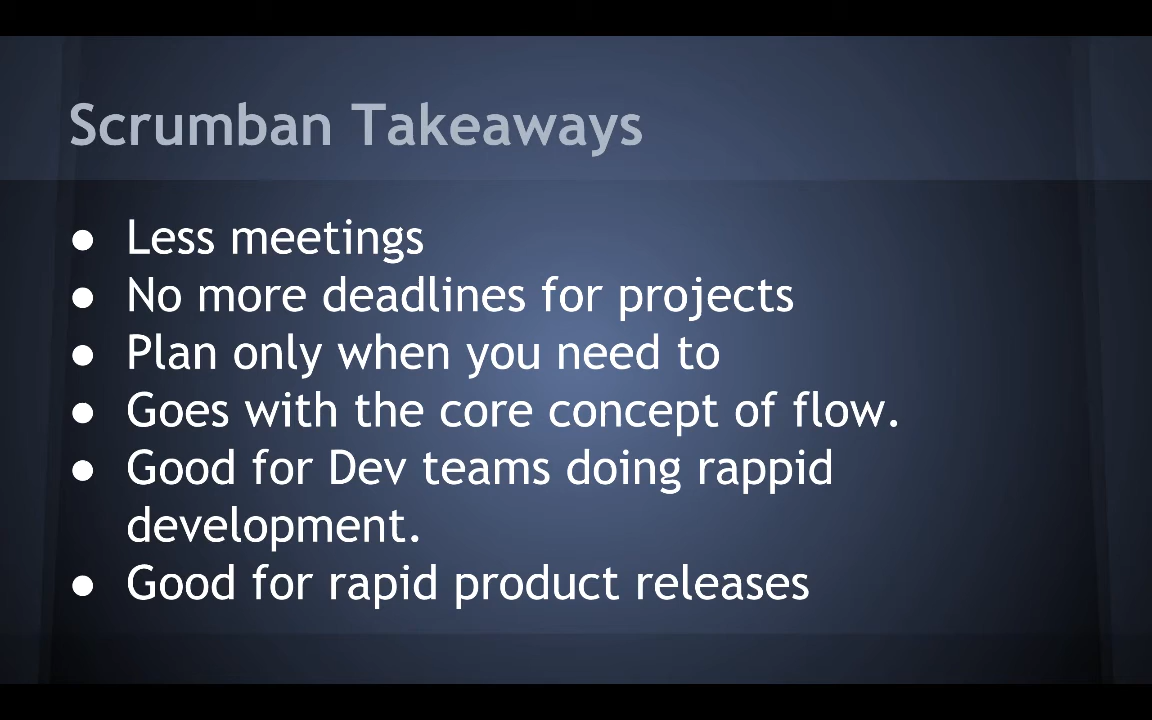 Scrumban Takeaways
● Less meetings
● No more deadlines for projects
● Plan only when you need to
● Goes with the core concept of flow.
● Good for Dev teams doing rappid
development.
● Good for rapid product releases